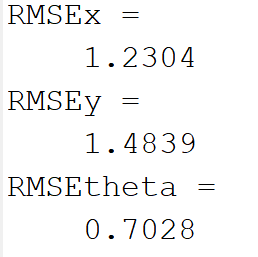 RMSEx =
1.2304
RMSEy =
1.4839
RMSEtheta =
0.7028